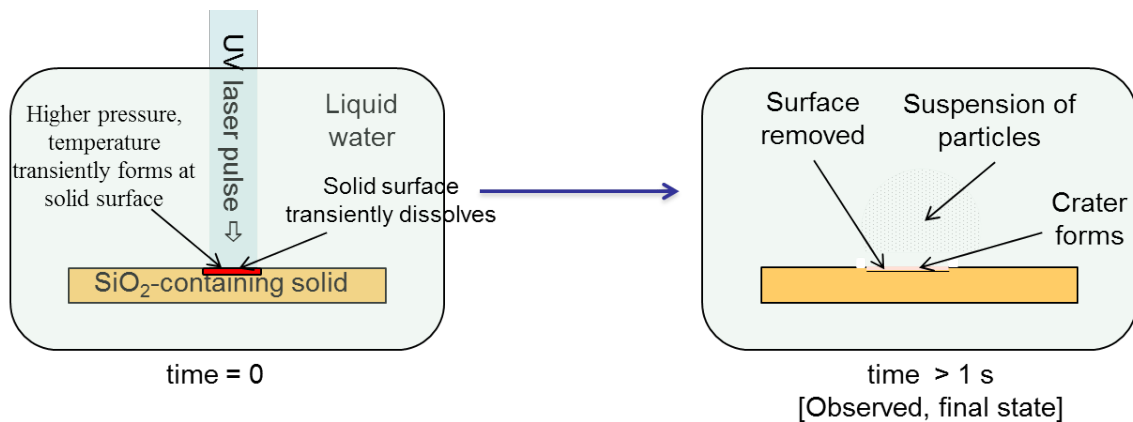 UV laser pulse ⇩
Higher pressure,
temperature
transiently forms at
solid surface
Liquid
water
Solid surface
transiently dissolves
SiO₂-containing solid
time = 0
Surface
removed
Suspension of
particles
Crater
forms
time > 1 s
[Observed, final state]